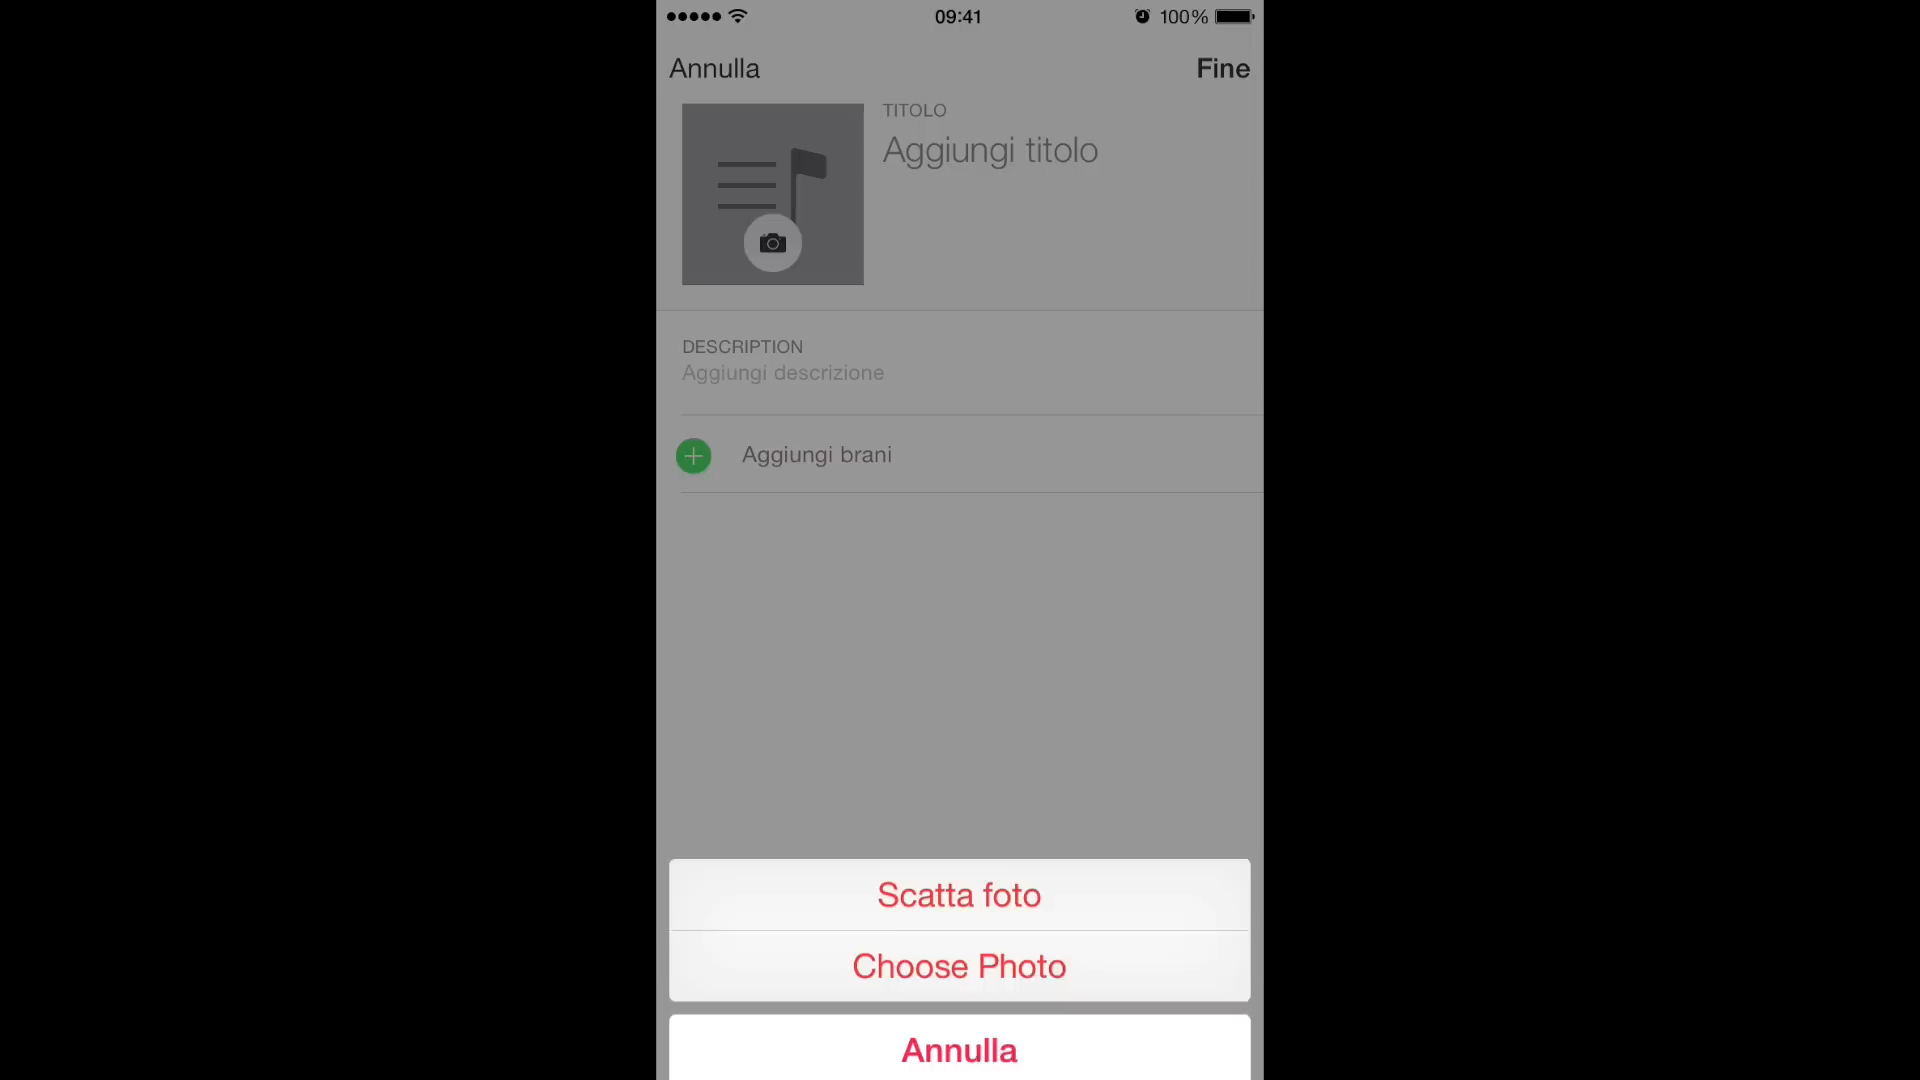 09:41
100%
Annulla
Fine
TITOLO
Aggiungi titolo
DESCRIPTION
Aggiungi descrizione
Aggiungi brani
Scatta foto
Choose Photo
Annulla